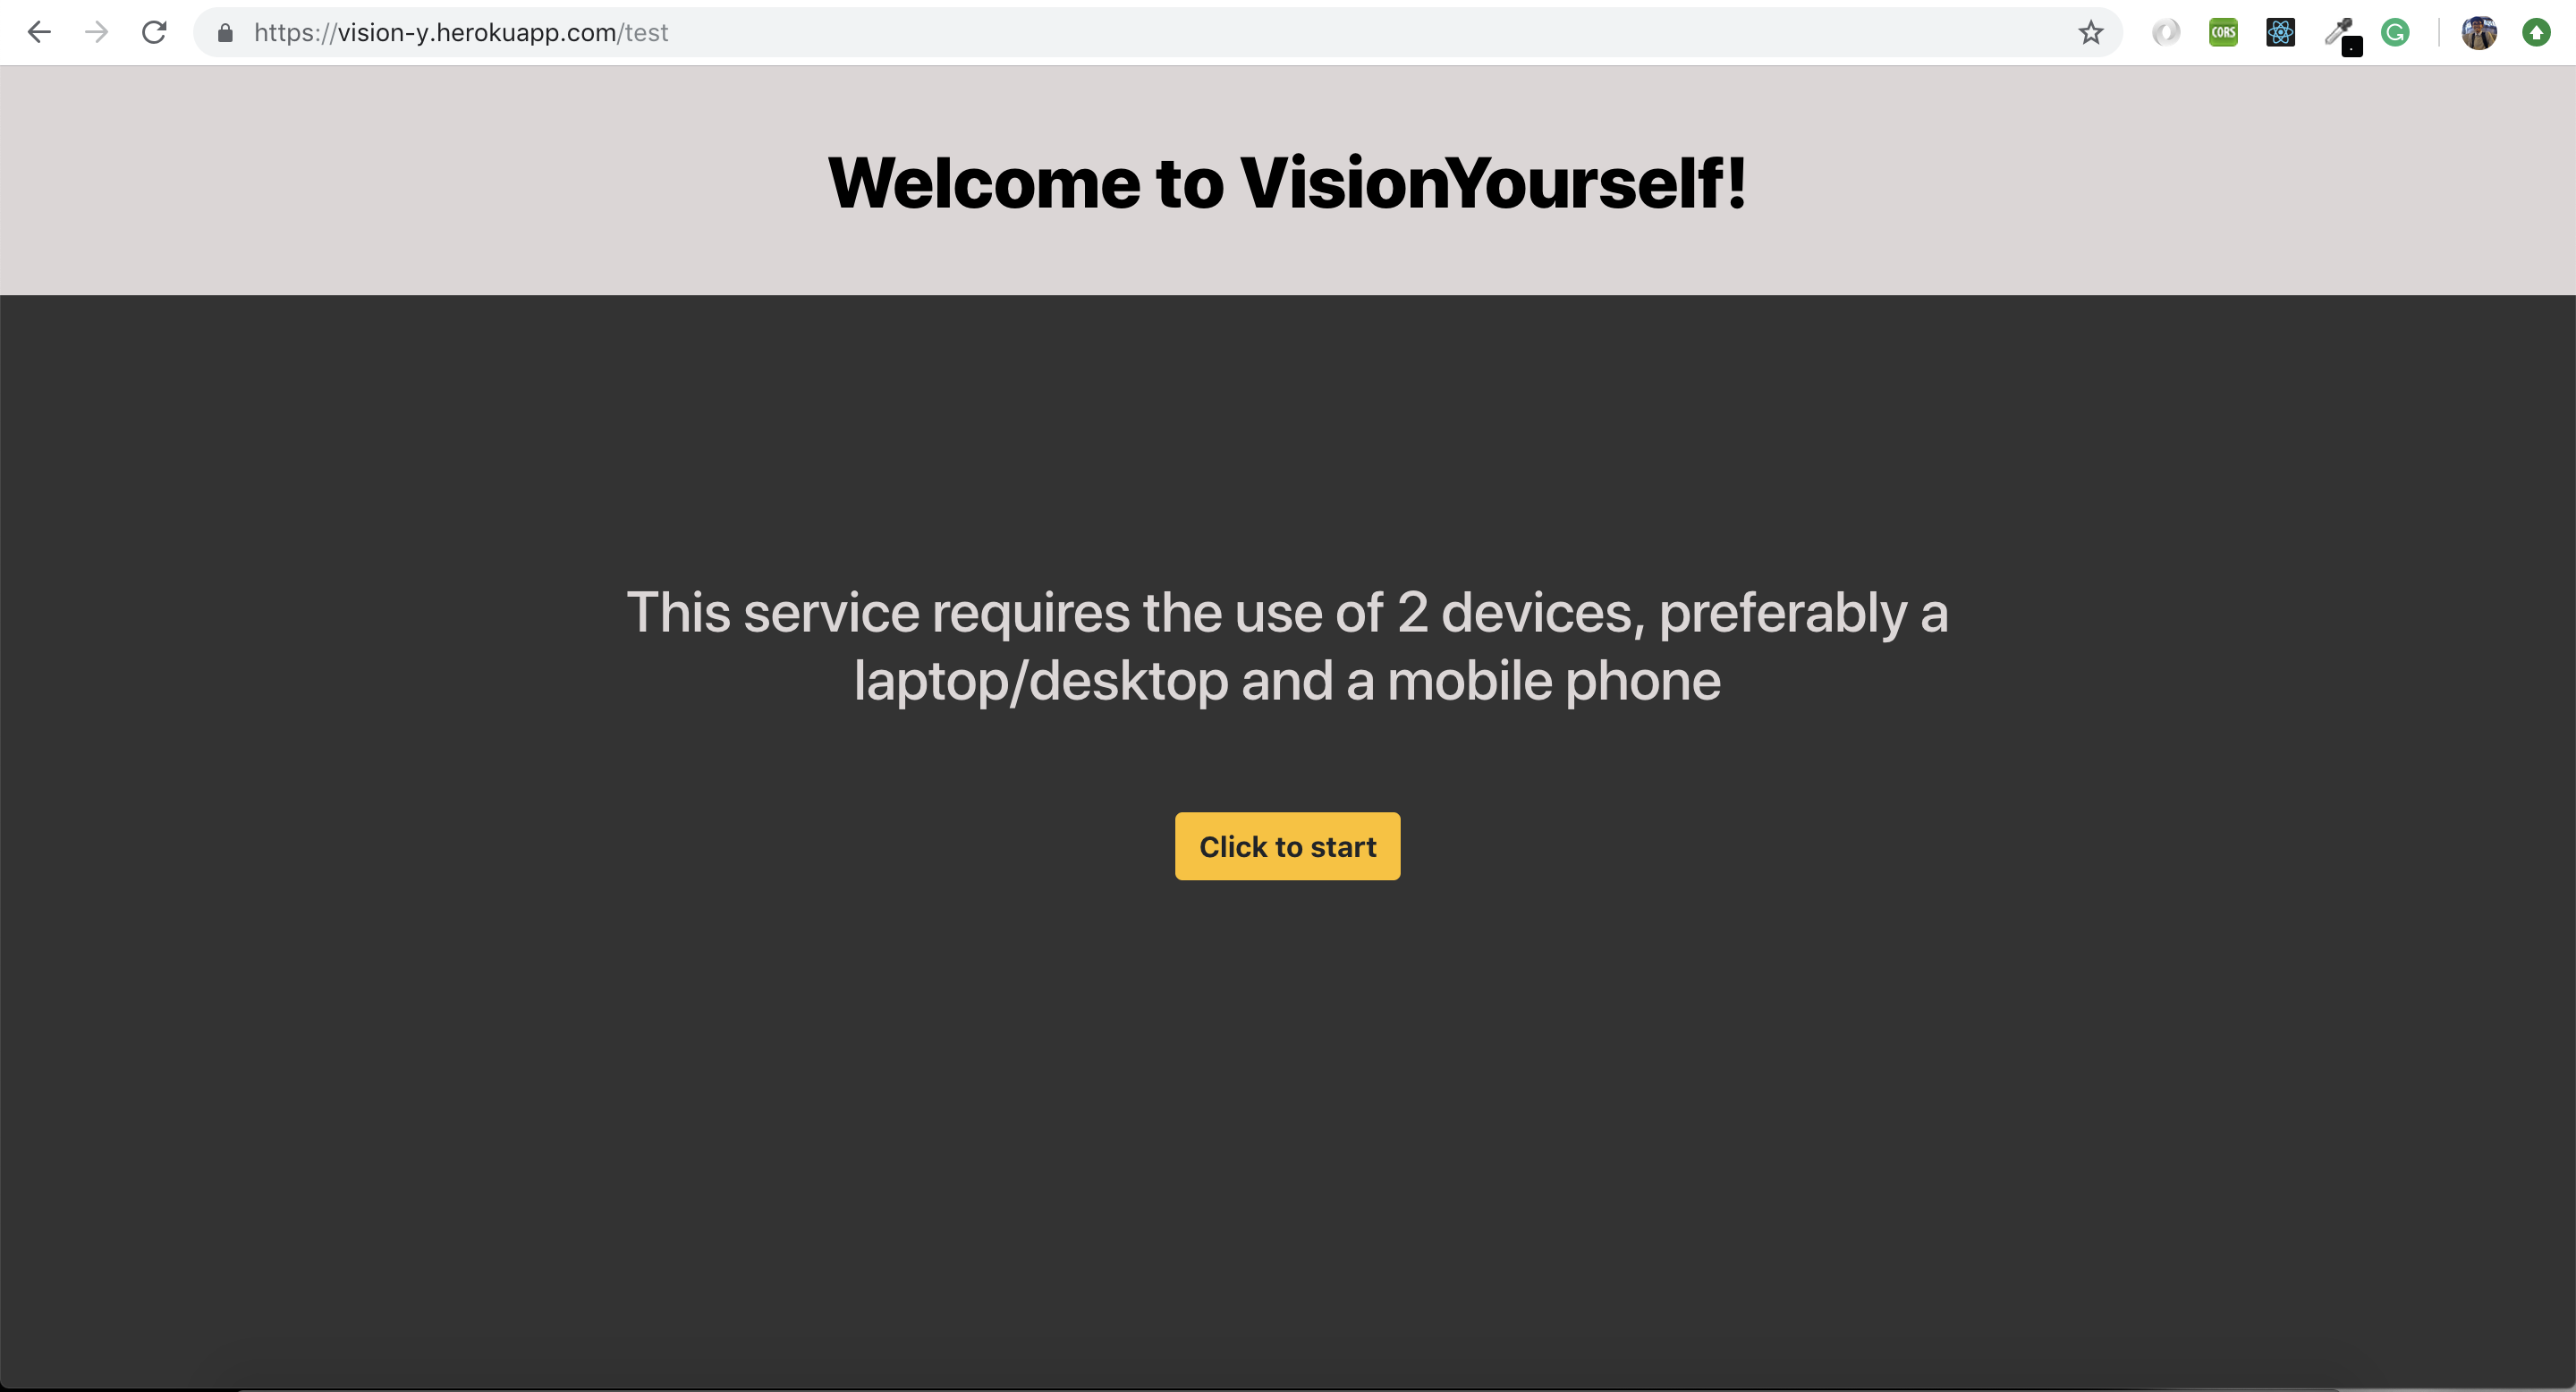 https://vision-y.herokuapp.com/test
CORS
Welcome to VisionYourself!
This service requires the use of 2 devices, preferably a
laptop/desktop and a mobile phone
Click to start